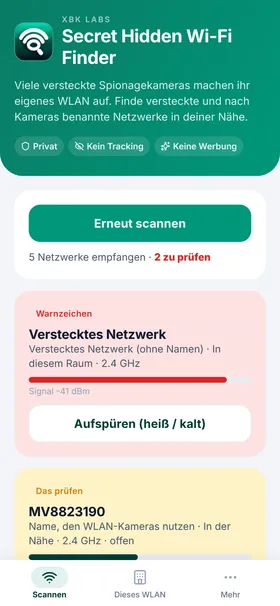 XBK LABS
Secret Hidden Wi-Fi
Finder
Viele versteckte Spionagekameras machen ihr
eigenes WLAN auf. Finde versteckte und nach
Kameras benannte Netzwerke in deiner Nähe.
Privat
Kein Tracking
Keine Werbung
Erneut scannen
5 Netzwerke empfangen · 2 zu prüfen
Warnzeichen
Verstecktes Netzwerk
Verstecktes Netzwerk (ohne Namen) · In
diesem Raum · 2.4 GHz
Signal -41 dBm
Aufspüren (heiß / kalt)
Das prüfen
MV8823190
Name, den WLAN-Kameras nutzen · In der
Nähe · 2.4 GHz · offen
Scannen
Dieses WLAN
Mehr